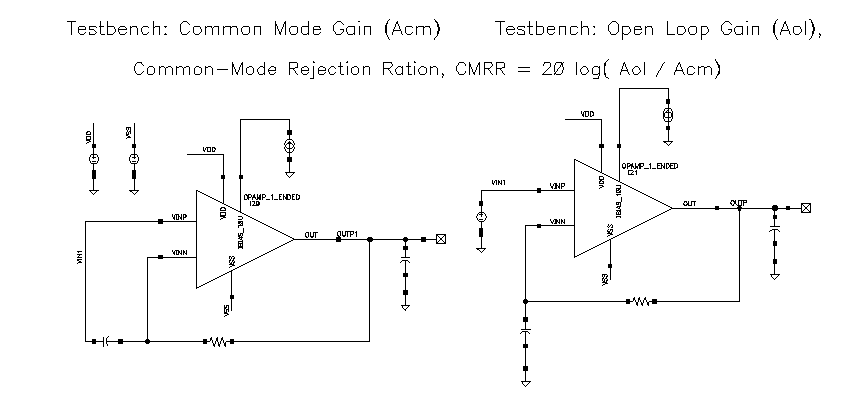 Testbench: Common Mode Gain (Acm)
Testbench: Open Loop Gain (Aol),
Common-Mode Rejection Ration, CMRR = 20 log( Aol / Acm)
VDD
VSS
VDD
OPAMP_1_ENDED
I20
VDD
IBIAS_10U
VINP
VINN
VIN1
OUT
OUTP1
VSS
VSS
VDD
OPAMP_1_ENDED
I21
VDD
IBIAS_10U
VIN1
VINP
VINN
OUT
OUTP
VSS
VSS